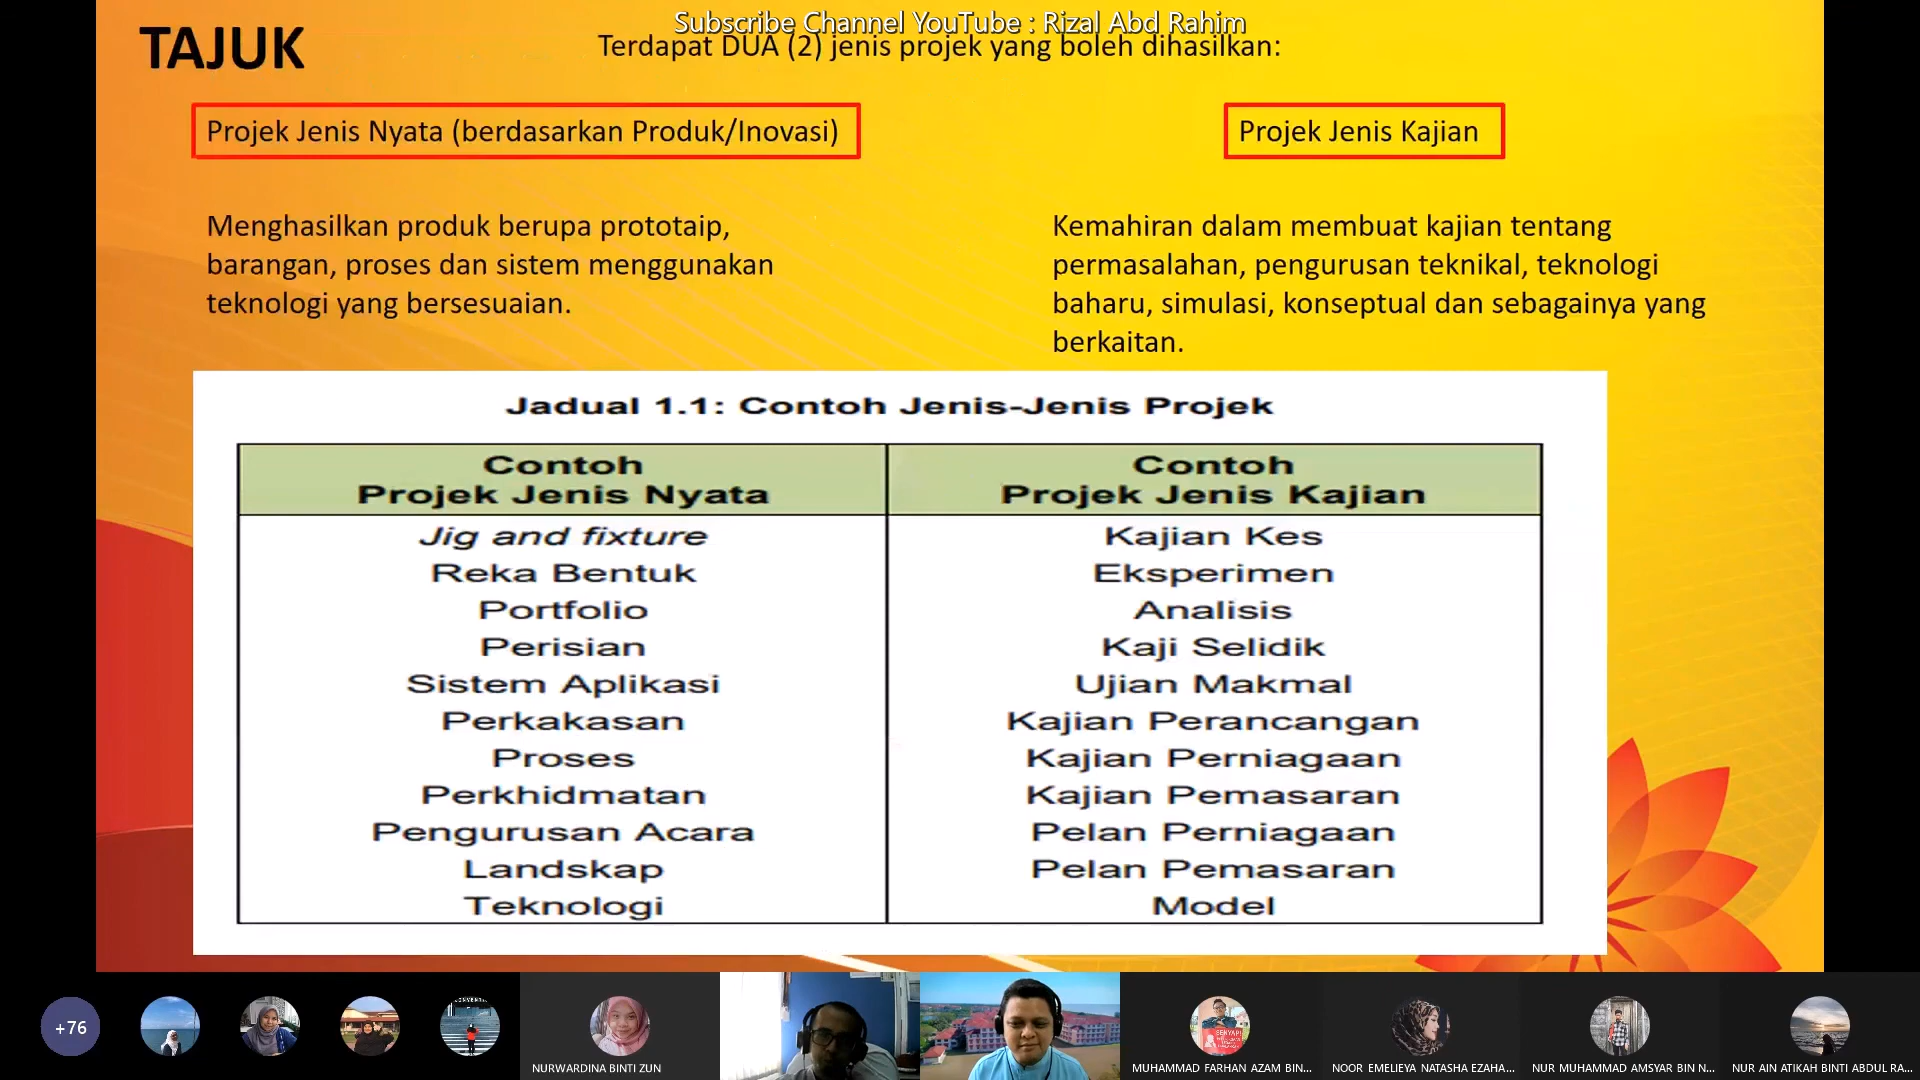 Subscribe Channel YouTube : Rizal Abd Rahim
TAJUK
Terdapat DUA (2) jenis projek yang boleh dihasilkan:
Projek Jenis Nyata (berdasarkan Produk/Inovasi)
Menghasilkan produk berupa prototaip,
barangan, proses dan sistem menggunakan
teknologi yang bersesuaian.
Projek Jenis Kajian
Kemahiran dalam membuat kajian tentang
permasalahan, pengurusan teknikal, teknologi
baharu, simulasi, konseptual dan sebagainya yang
berkaitan.
Jadual 1.1: Contoh Jenis-Jenis Projek
Contoh
Projek Jenis Nyata
Jig and fixture
Reka Bentuk
Portfolio
Perisian
Sistem Aplikasi
Perkakasan
Proses
Perkhidmatan
Pengurusan Acara
Landskap
Teknologi
Contoh
Projek Jenis Kajian
Kajian Kes
Eksperimen
Analisis
Kaji Selidik
Ujian Makmal
Kajian Perancangan
Kajian Perniagaan
Kajian Pemasaran
Pelan Perniagaan
Pelan Pemasaran
Model
+76
NURWARDINA BINTI ZUN
MUHAMMAD FARHAN AZAM BIN...
NOOR EMELIEYA NATASHA EZAHA...
NUR MUHAMMAD AMSYAR BIN N...
NUR AIN ATIKAH BINTI ABDUL RA...